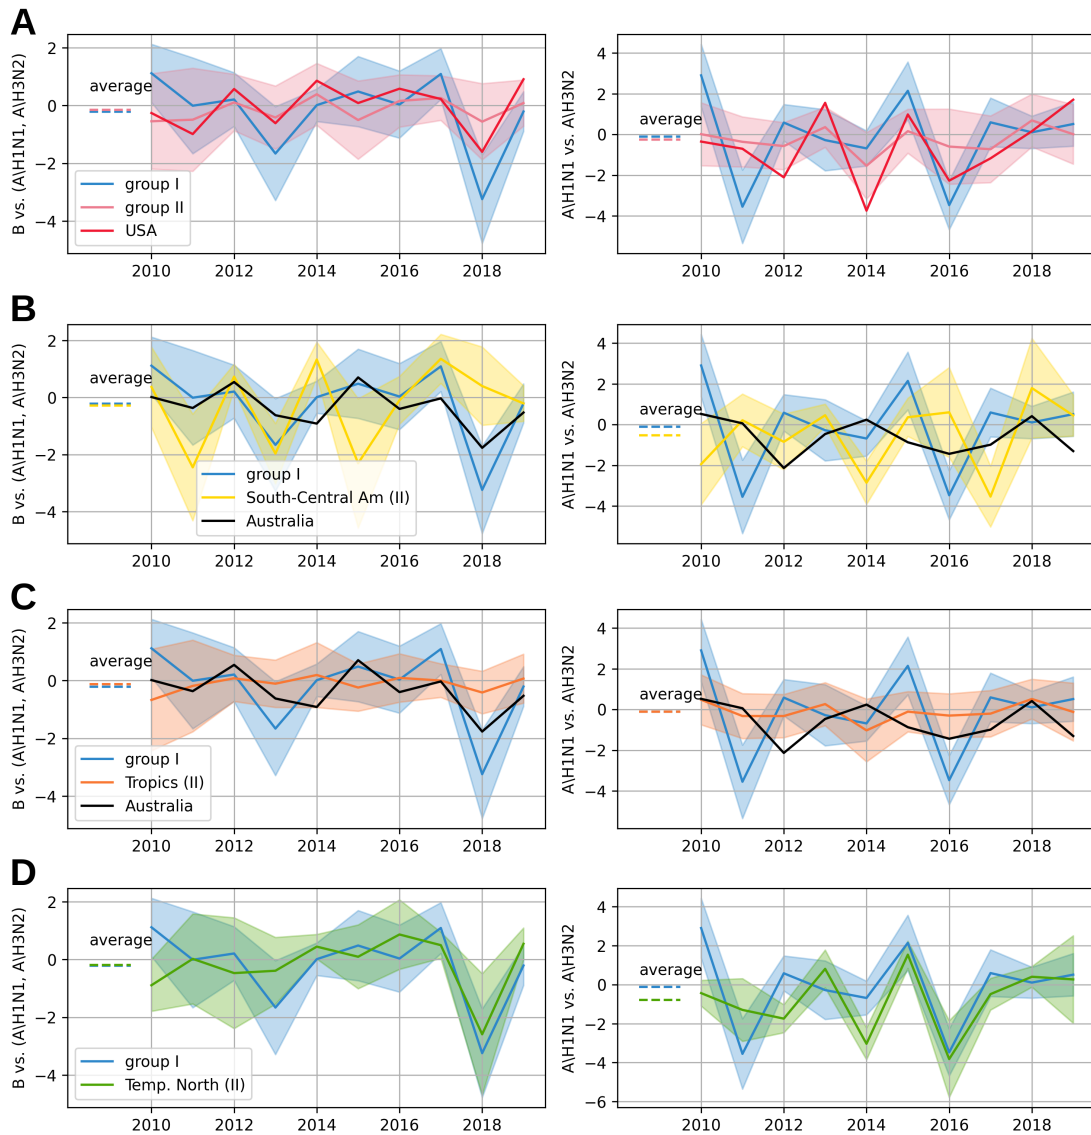 A
B vs. (A\H1N1, A\H3N2)
2
0
−2
−4
average
group I
group II
USA
2010 2012 2014 2016 2018
A\H1N1 vs. A\H3N2
4
2
0
−2
−4
average
2010 2012 2014 2016 2018
B
B vs. (A\H1N1, A\H3N2)
2
0
−2
−4
average
group I
South-Central Am (II)
Australia
2010 2012 2014 2016 2018
A\H1N1 vs. A\H3N2
4
2
0
−2
−4
average
2010 2012 2014 2016 2018
C
B vs. (A\H1N1, A\H3N2)
2
0
−2
−4
average
group I
Tropics (II)
Australia
2010 2012 2014 2016 2018
A\H1N1 vs. A\H3N2
4
2
0
−2
−4
average
2010 2012 2014 2016 2018
D
B vs. (A\H1N1, A\H3N2)
2
0
−2
−4
average
group I
Temp. North (II)
2010 2012 2014 2016 2018
A\H1N1 vs. A\H3N2
4
2
0
−2
−4
−6
average
2010 2012 2014 2016 2018